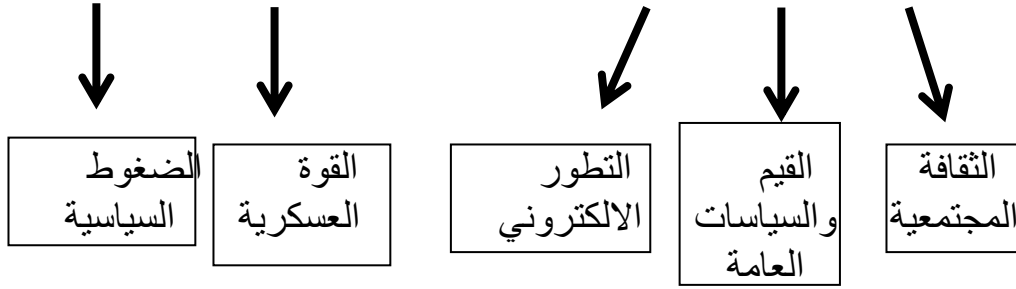 الثقافة
المجتمعية
القيم
والسياسات
العامة
التطور
الالكتروني
القوة
العسكرية
الضغوط
السياسية